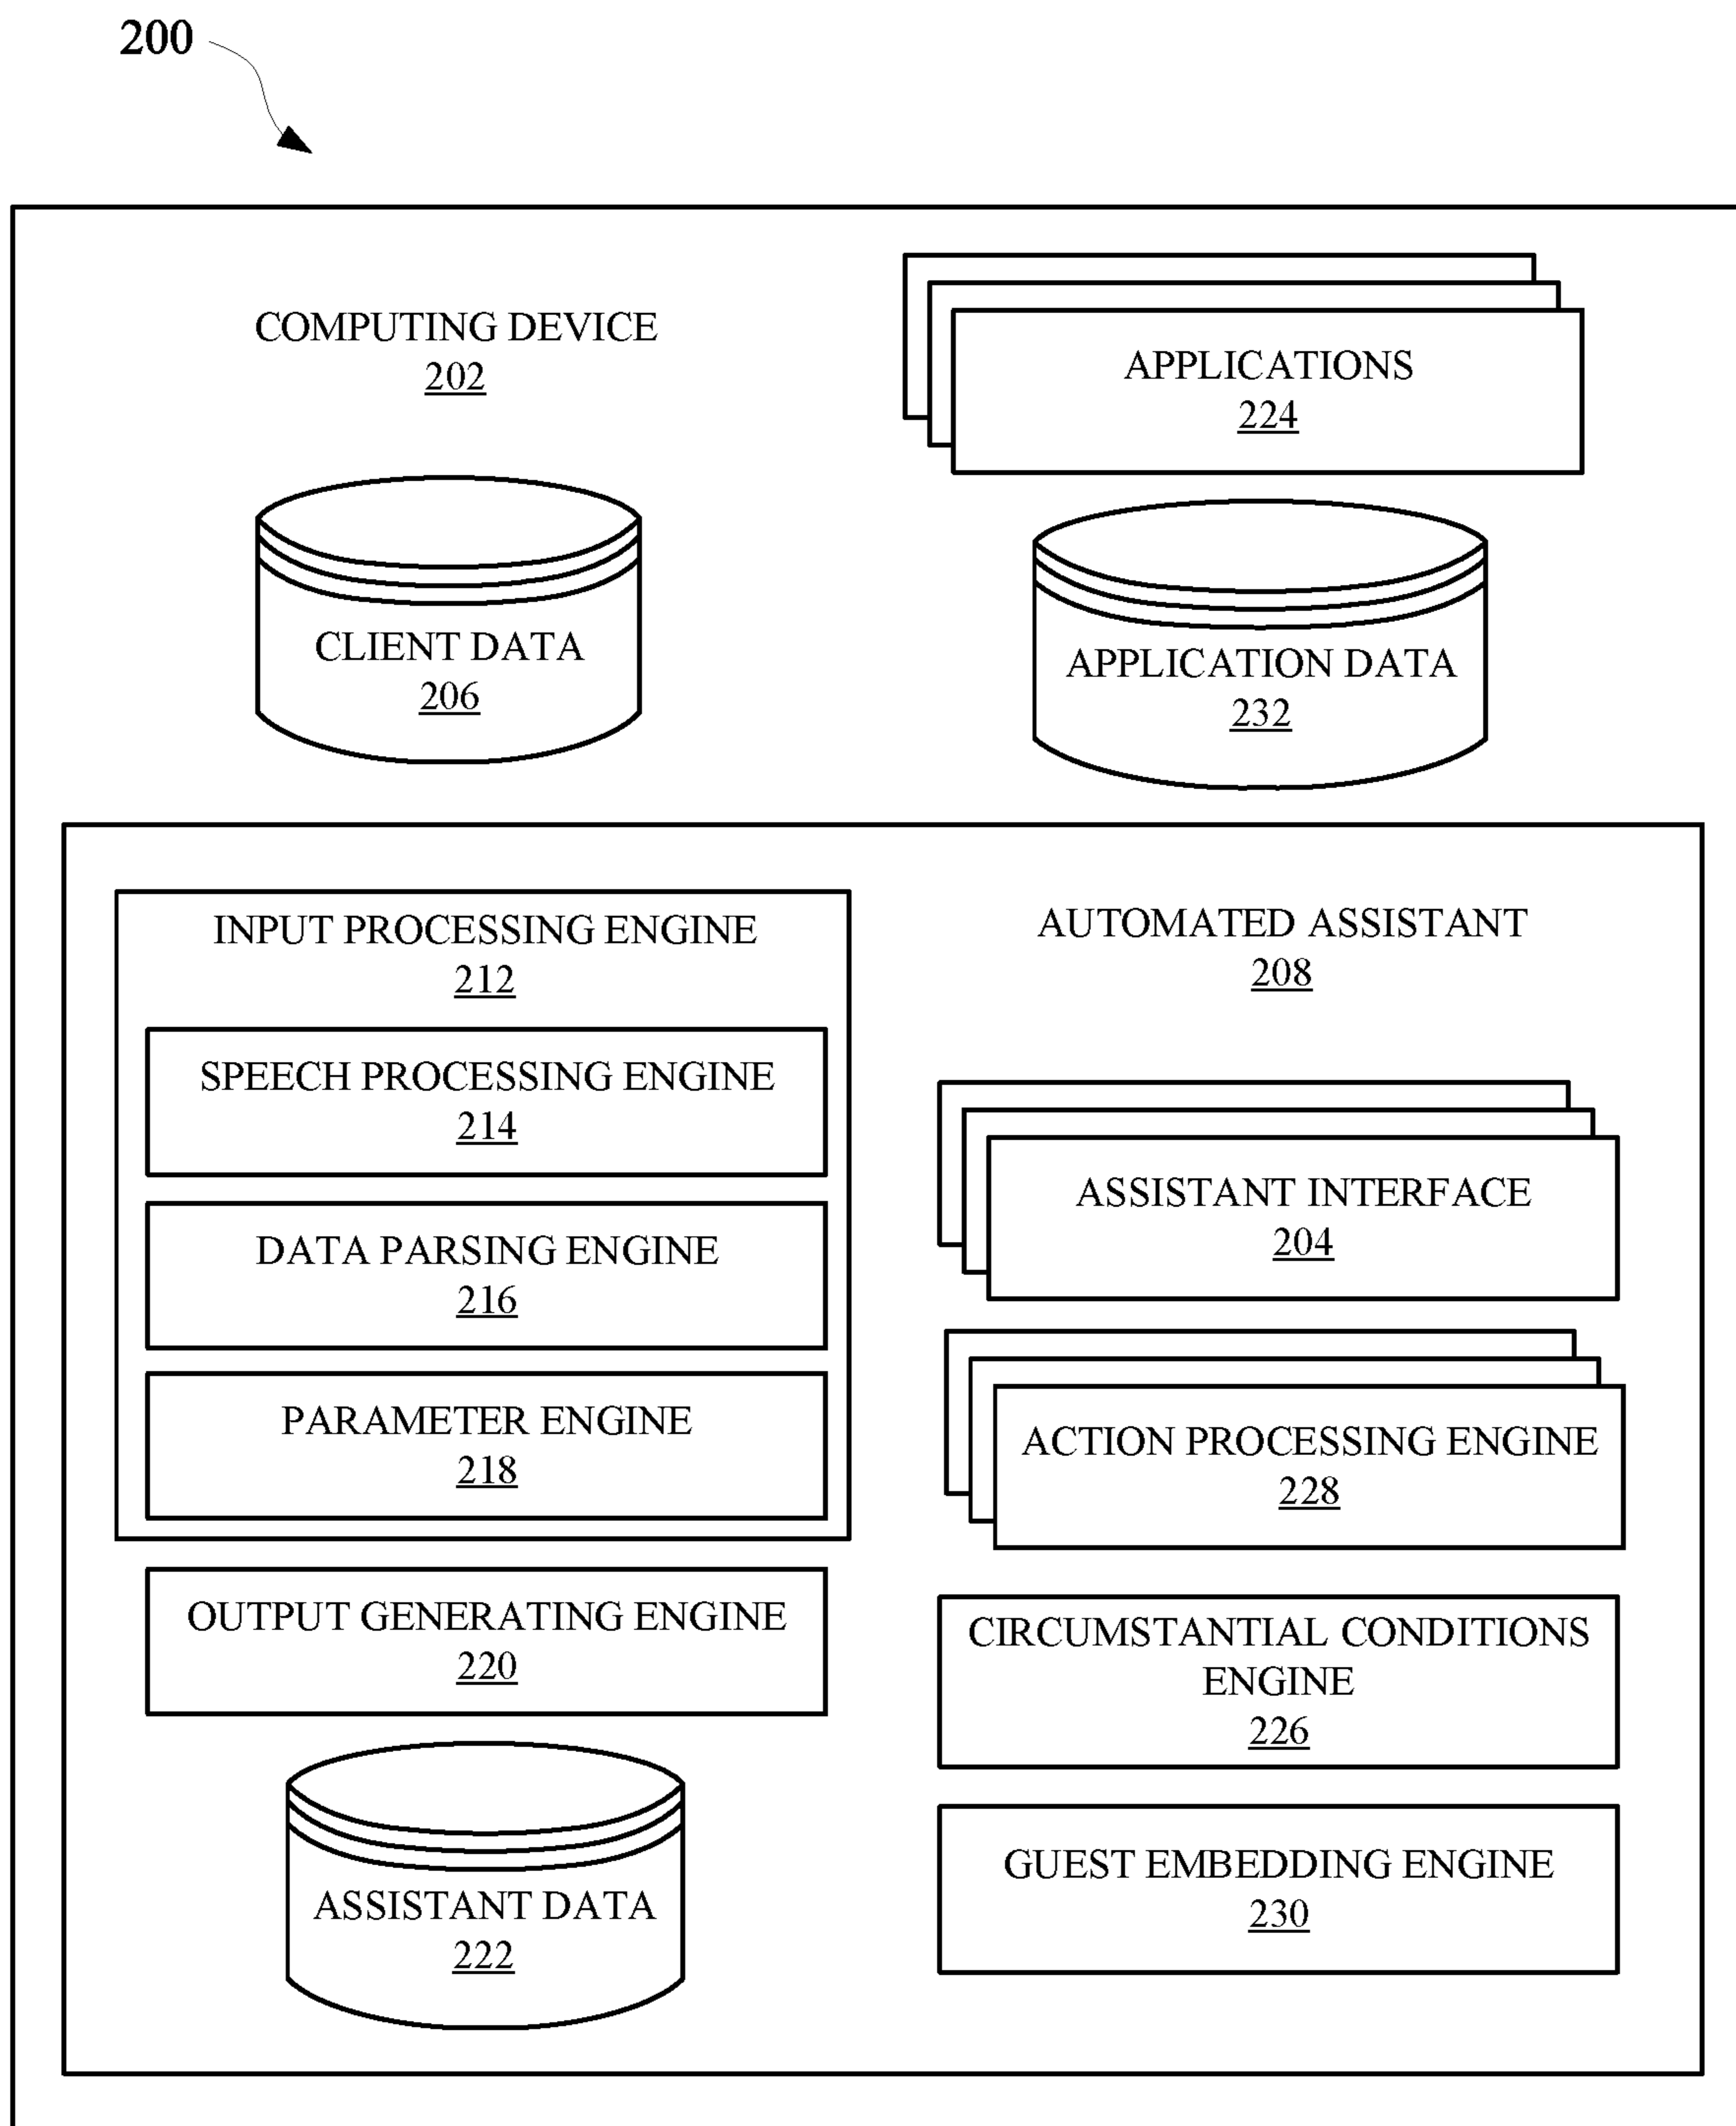 200
COMPUTING DEVICE
202
APPLICATIONS
224
CLIENT DATA
206
APPLICATION DATA
232
INPUT PROCESSING ENGINE
212
SPEECH PROCESSING ENGINE
214
DATA PARSING ENGINE
216
PARAMETER ENGINE
218
OUTPUT GENERATING ENGINE
220
ASSISTANT DATA
222
AUTOMATED ASSISTANT
208
ASSISTANT INTERFACE
204
ACTION PROCESSING ENGINE
228
CIRCUMSTANTIAL CONDITIONS
ENGINE
226
GUEST EMBEDDING ENGINE
230